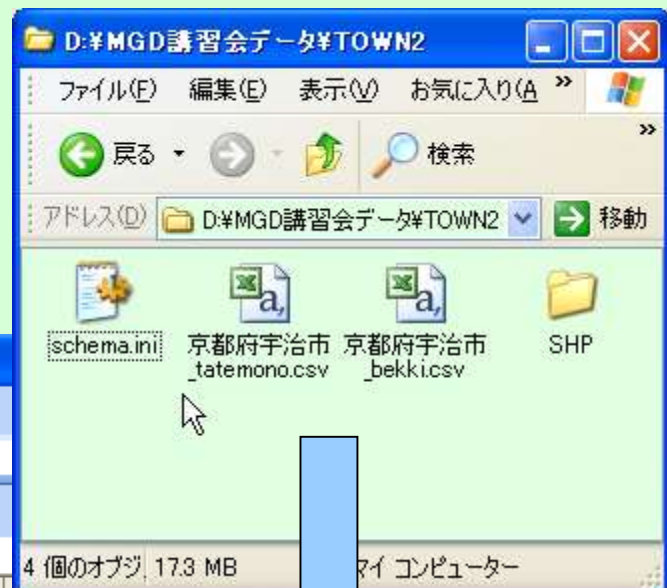 D:¥MGD講習会データ¥TOWN2
ファイル(F) 編集(E) 表示(V) お気に入り(A »
戻る 検索 »
アドレス(D) D:¥MGD講習会データ¥TOWN2 移動
schema.ini 京都府宇治市 京都府宇治市 SHP
_tatemono.csv _bekki.csv
4 個のオブジ 17.3 MB マイ コンピューター